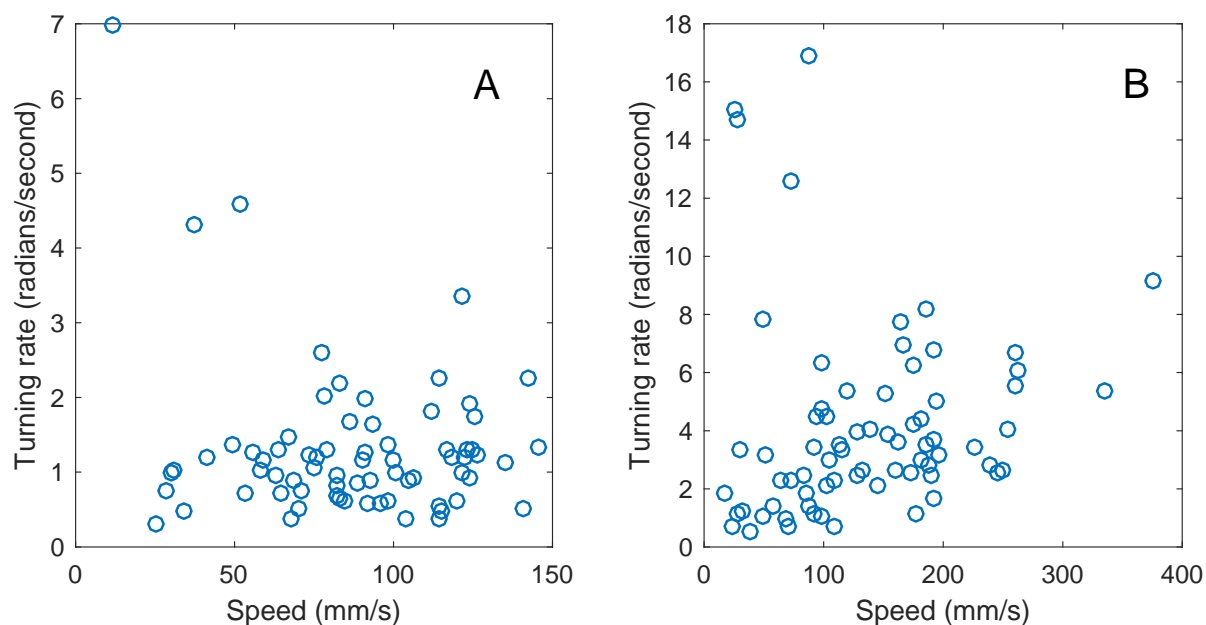 A
Turning rate (radians/second)
7
6
5
4
3
2
1
0
0 50 100 150
Speed (mm/s)
B
Turning rate (radians/second)
18
16
14
12
10
8
6
4
2
0
0 100 200 300 400
Speed (mm/s)